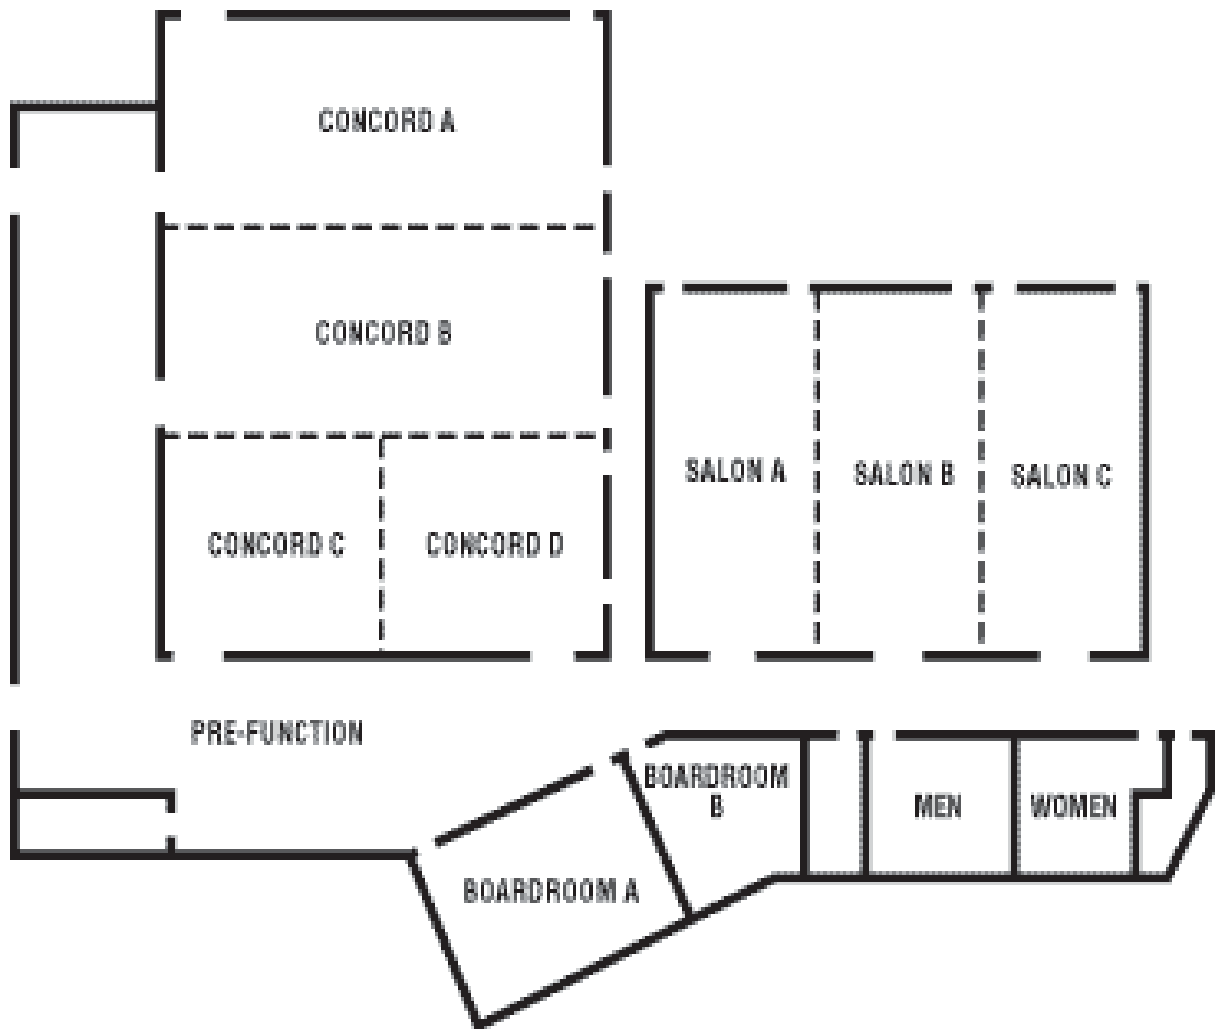 CONCORD A
CONCORD B
SALON A
SALON B
SALON C
CONCORD C
CONCORD D
PRE-FUNCTION
BOARDROOM
B
MEN
WOMEN
BOARDROOM A